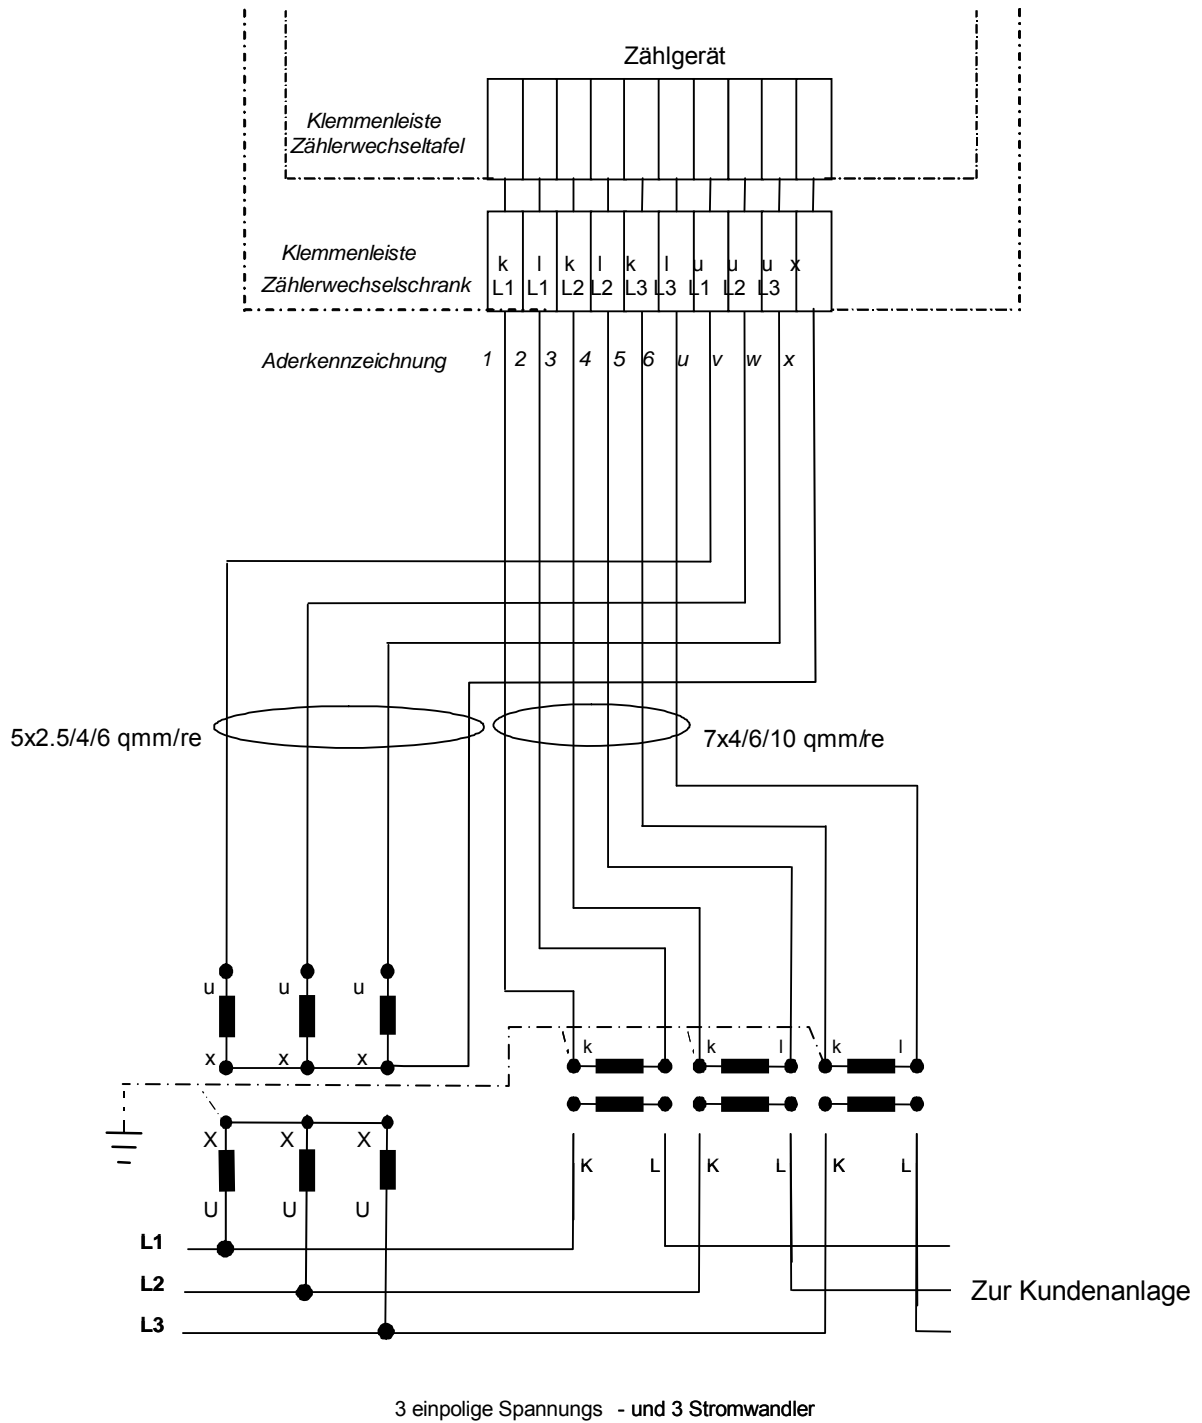 Zählgerät
Klemmenleiste
Zählerwechseltafel
Klemmenleiste
Zählerwechselschrank
k l k l k l u u u x
L1 L1 L2 L2 L3 L3 L1 L2 L3
Aderkennzeichnung 1 2 3 4 5 6 u v w x
5x2.5/4/6 qmm/re
7x4/6/10 qmm/re
u u u
k k l k l
x x x
X X X
K L K L K L
U U U
L1
L2
Zur Kundenanlage
L3
3 einpolige Spannungs - und 3 Stromwandler